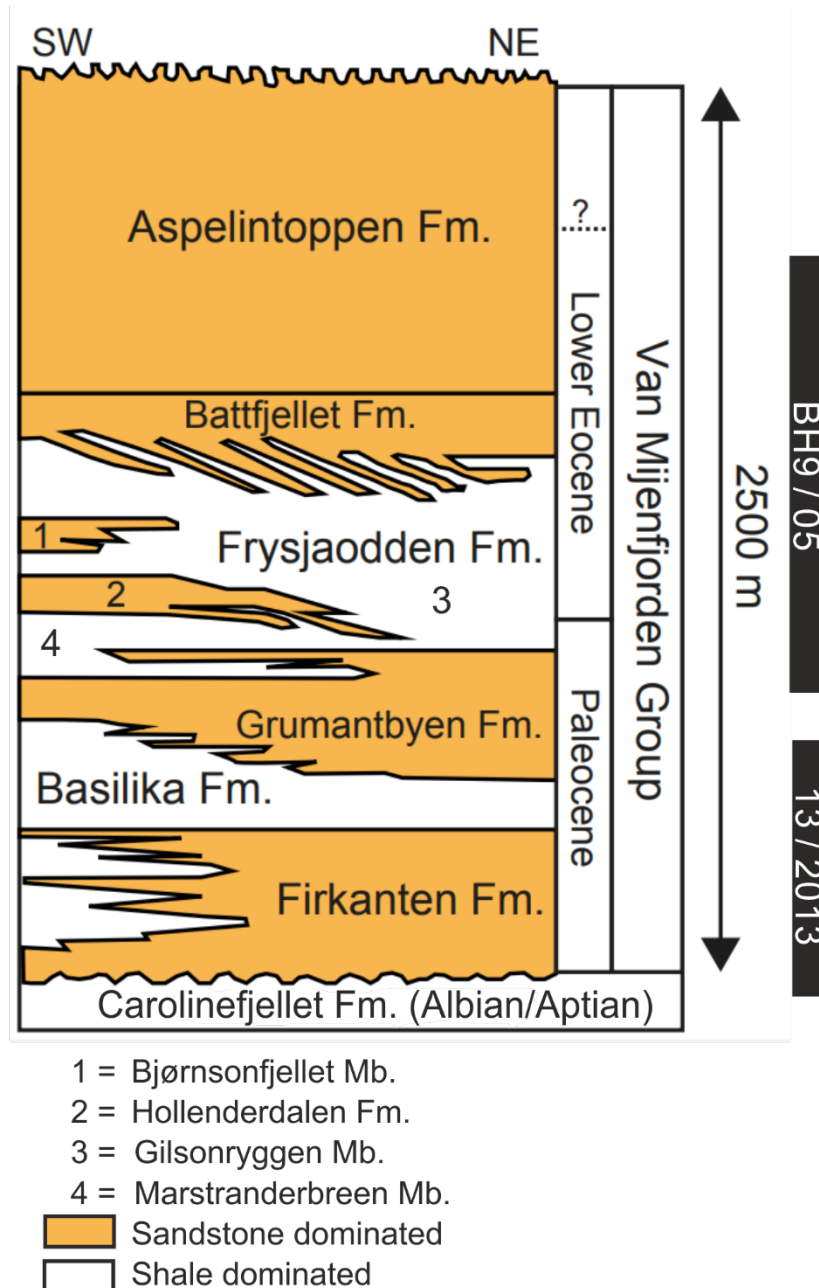 SW
NE
Aspelintoppen Fm.
?
Battfjellet Fm.
Lower Eocene
Van Mijenfjorden Group
2500 m
BH9 / 05
1
Frysjaodden Fm.
2
3
4
Grumantbyen Fm.
Paleocene
Basilika Fm.
13 / 2013
Firkanten Fm.
Carolinefjellet Fm. (Albian/Aptian)
1 = Bjørnsonfjellet Mb.
2 = Hollenderdalen Fm.
3 = Gilsonryggen Mb.
4 = Marstranderbreen Mb.
Sandstone dominated
Shale dominated